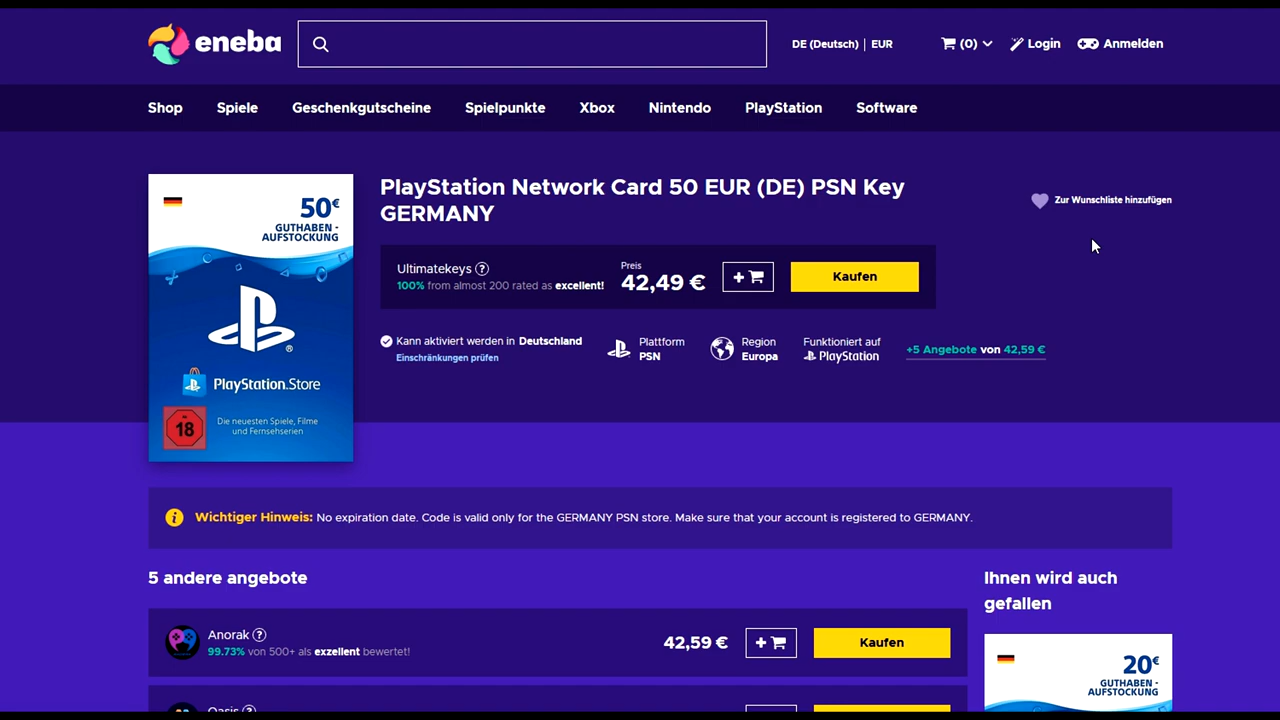 eneba
DE (Deutsch) | EUR
(0)
Login
Anmelden
Shop
Spiele
Geschenkgutscheine
Spielpunkte
Xbox
Nintendo
PlayStation
Software
50€
GUTHABEN -
AUFSTOCKUNG
PlayStation.Store
18
Die neuesten Spiele, Filme
und Fernsehserien
PlayStation Network Card 50 EUR (DE) PSN Key
GERMANY
Zur Wunschliste hinzufügen
Ultimatekeys ?
100% from almost 200 rated as excellent!
Preis
42,49 €
+
Kaufen
Kann aktiviert werden in Deutschland
Einschränkungen prüfen
Plattform
PSN
Region
Europa
Funktioniert auf
PlayStation
+5 Angebote von 42,59 €
Wichtiger Hinweis: No expiration date. Code is valid only for the GERMANY PSN store. Make sure that your account is registered to GERMANY.
5 andere angebote
Anorak ?
99.73% von 500+ als exzellent bewertet!
42,59 €
+
Kaufen
Oasis ?
Ihnen wird auch
gefallen
20€
GUTHABEN -
AUFSTOCKUNG